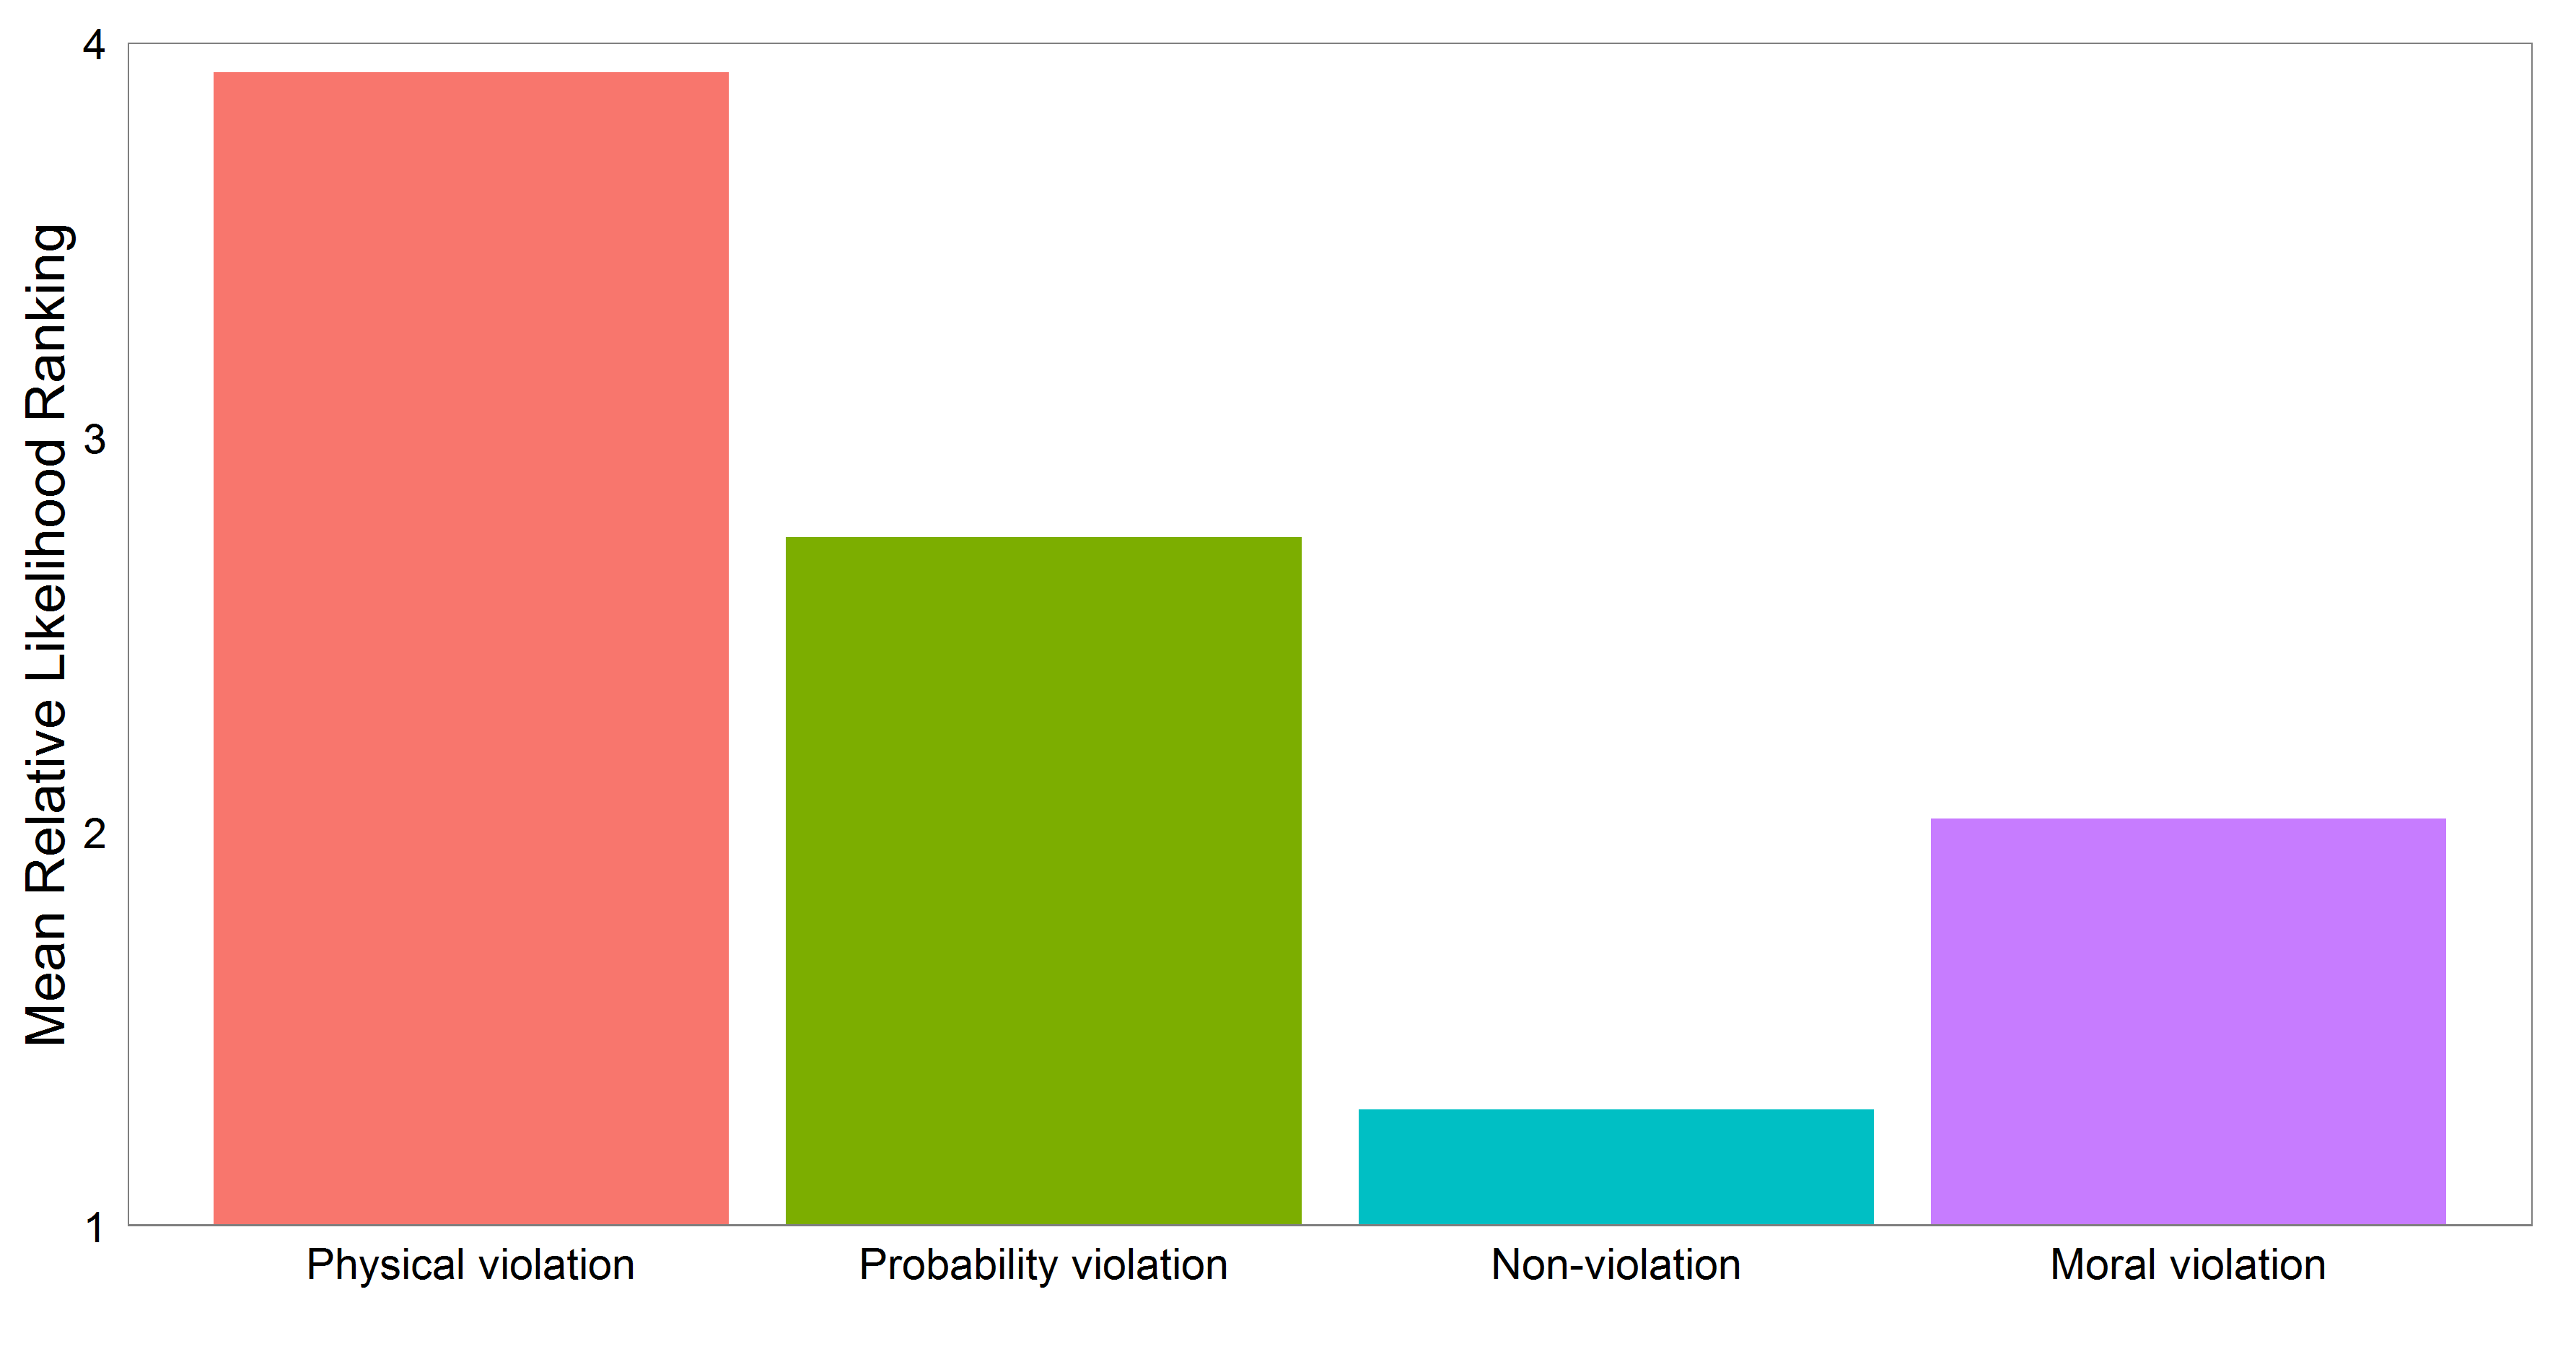 Mean Relative Likelihood Ranking
4
3
2
1
Physical violation
Probability violation
Non-violation
Moral violation